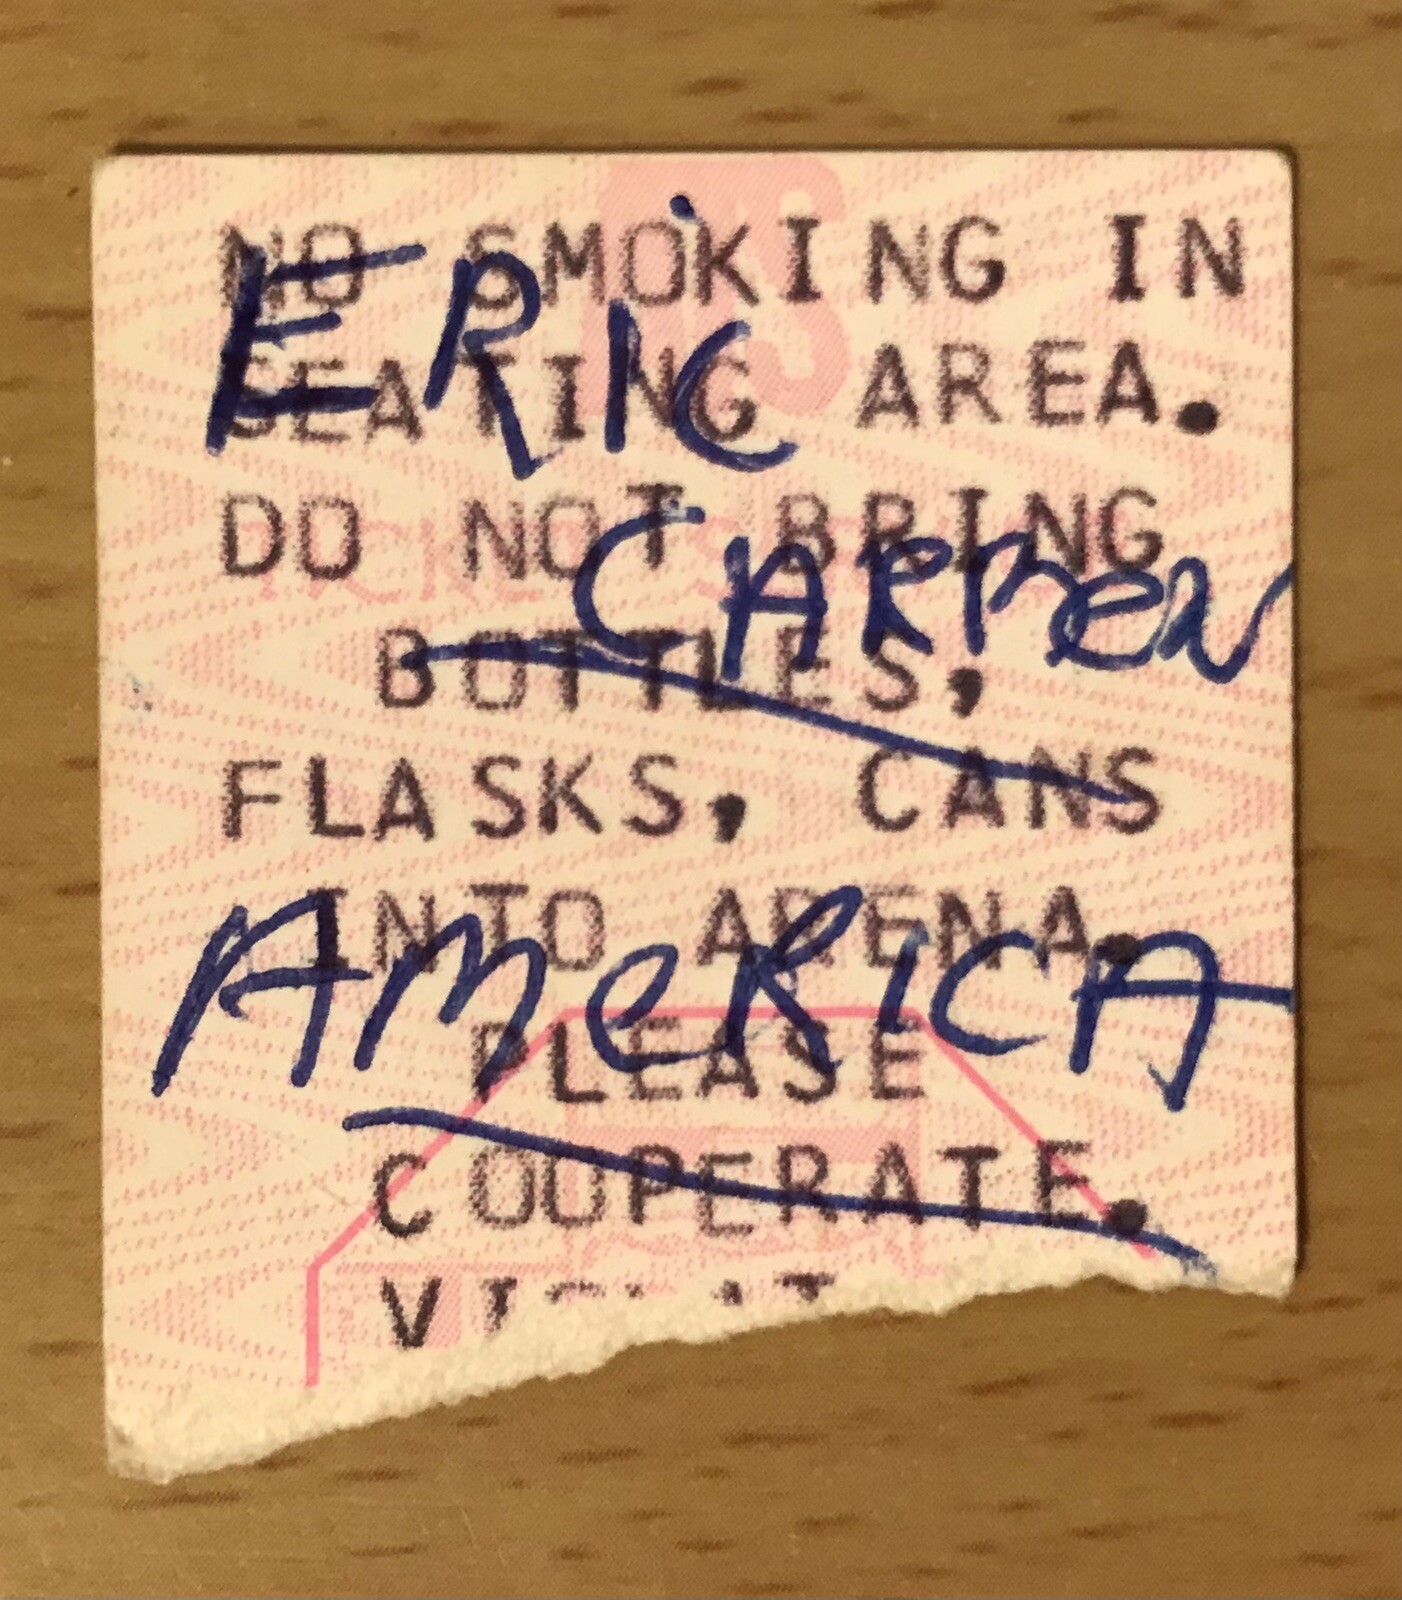 NO SMOKING IN
ERIC
SEATING AREA.
DO NOT BRING
CARMEN
BOTTLES,
FLASKS, CANS
INTO ARENA.
AMERICA
PLEASE
COOPERATE.